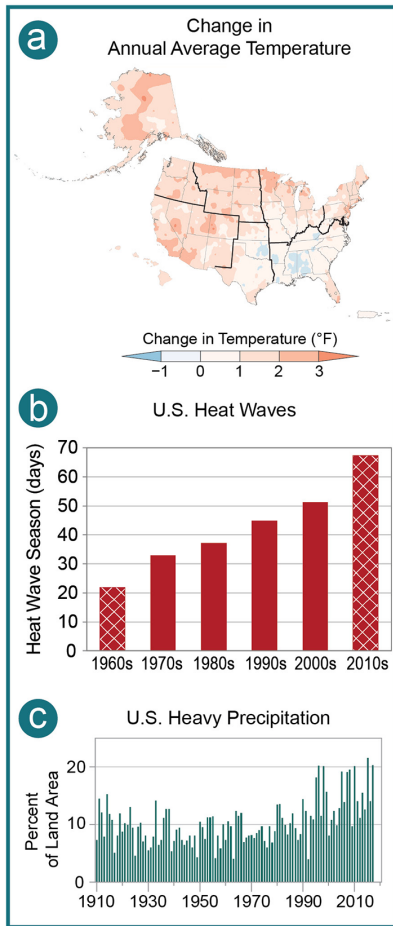 a
Change in
Annual Average Temperature
Change in Temperature (°F)
−1 0 1 2 3
b
U.S. Heat Waves
Heat Wave Season (days)
70
60
50
40
30
20
10
0
1960s 1970s 1980s 1990s 2000s 2010s
c
U.S. Heavy Precipitation
Percent
of Land Area
20
10
0
1910 1930 1950 1970 1990 2010